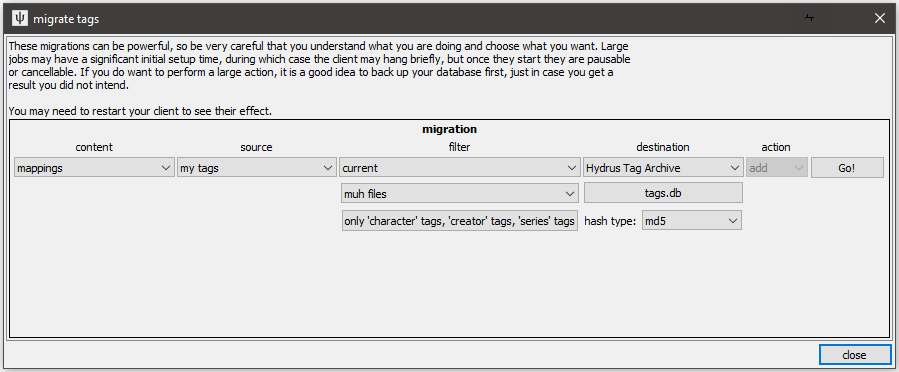 migrate tags
These migrations can be powerful, so be very careful that you understand what you are doing and choose what you want. Large
jobs may have a significant initial setup time, during which case the client may hang briefly, but once they start they are pausable
or cancellable. If you do want to perform a large action, it is a good idea to back up your database first, just in case you get a
result you did not intend.
You may need to restart your client to see their effect.
migration
content source filter destination action
mappings my tags current Hydrus Tag Archive add Go!
muh files tags.db
only 'character' tags, 'creator' tags, 'series' tags hash type: md5
close